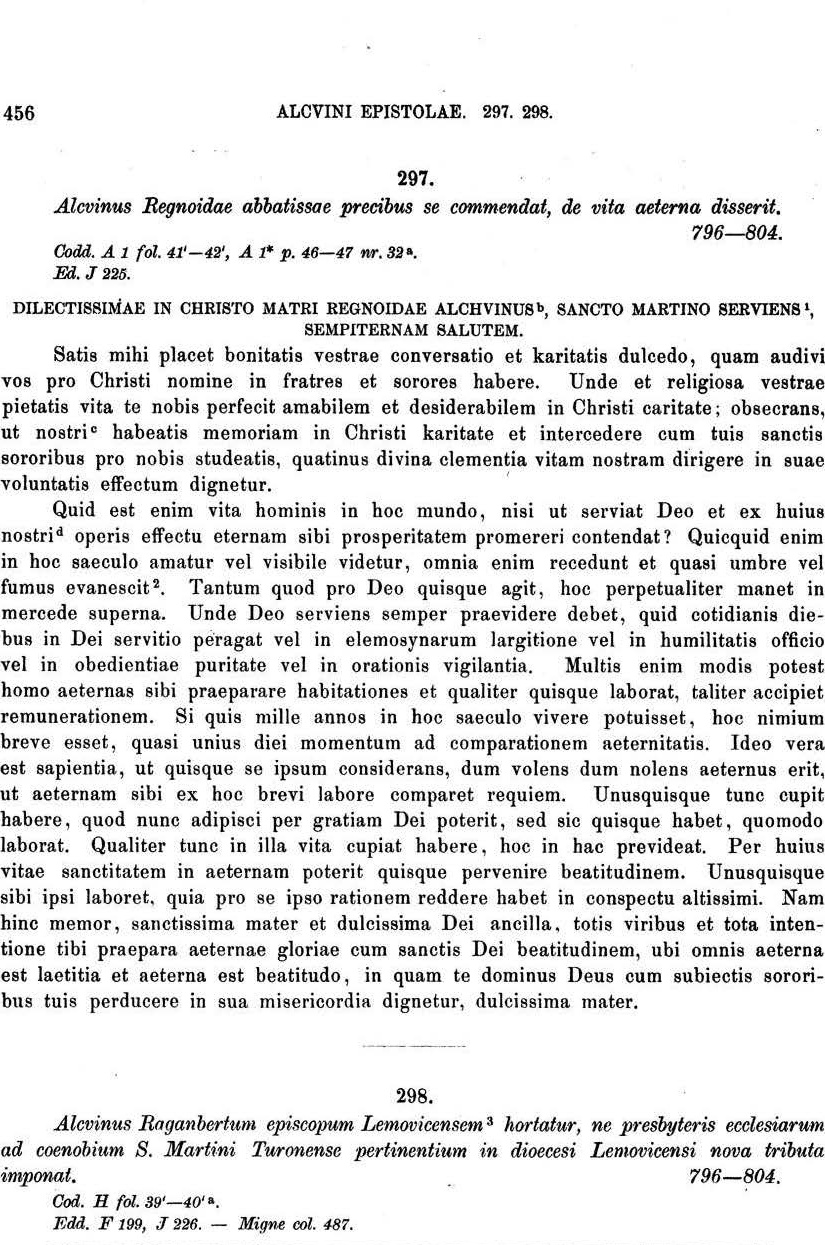 456 ALCVINI EPISTOLAE. 297. 298.
297.
Alcvinus Regnoidae abbatissae precibus se commendat, de vita aeterna disserit.
796—804.
Codd. A 1 fol. 41'—42', A 1* p. 46—47 nr. 32ᵃ.
Ed. J 225.
DILECTISSIMAE IN CHRISTO MATRI REGNOIDAE ALCHVINUSᵇ, SANCTO MARTINO SERVIENS¹,
SEMPITERNAM SALUTEM.
Satis mihi placet bonitatis vestrae conversatio et karitatis dulcedo, quam audivi
vos pro Christi nomine in fratres et sorores habere. Unde et religiosa vestrae
pietatis vita te nobis perfecit amabilem et desiderabilem in Christi caritate; obsecrans,
ut nostriᶜ habeatis memoriam in Christi karitate et intercedere cum tuis sanctis
sororibus pro nobis studeatis, quatinus divina clementia vitam nostram dirigere in suae
voluntatis effectum dignetur.
Quid est enim vita hominis in hoc mundo, nisi ut serviat Deo et ex huius
nostriᵈ operis effectu eternam sibi prosperitatem promereri contendat? Quicquid enim
in hoc saeculo amatur vel visibile videtur, omnia enim recedunt et quasi umbre vel
fumus evanescit². Tantum quod pro Deo quisque agit, hoc perpetualiter manet in
mercede superna. Unde Deo serviens semper praevidere debet, quid cotidianis die-
bus in Dei servitio peragat vel in elemosynarum largitione vel in humilitatis officio
vel in obedientiae puritate vel in orationis vigilantia. Multis enim modis potest
homo aeternas sibi praeparare habitationes et qualiter quisque laborat, taliter accipiet
remunerationem. Si quis mille annos in hoc saeculo vivere potuisset, hoc nimium
breve esset, quasi unius diei momentum ad comparationem aeternitatis. Ideo vera
est sapientia, ut quisque se ipsum considerans, dum volens dum nolens aeternus erit,
ut aeternam sibi ex hoc brevi labore comparet requiem. Unusquisque tunc cupit
habere, quod nunc adipisci per gratiam Dei poterit, sed sic quisque habet, quomodo
laborat. Qualiter tunc in illa vita cupiat habere, hoc in hac prevideat. Per huius
vitae sanctitatem in aeternam poterit quisque pervenire beatitudinem. Unusquisque
sibi ipsi laboret, quia pro se ipso rationem reddere habet in conspectu altissimi. Nam
hinc memor, sanctissima mater et dulcissima Dei ancilla, totis viribus et tota inten-
tione tibi praepara aeternae gloriae cum sanctis Dei beatitudinem, ubi omnis aeterna
est laetitia et aeterna est beatitudo, in quam te dominus Deus cum subiectis sorori-
bus tuis perducere in sua misericordia dignetur, dulcissima mater.
298.
Alcvinus Raganbertum episcopum Lemovicensem³ hortatur, ne presbyteris ecclesiarum
ad coenobium S. Martini Turonense pertinentium in dioecesi Lemovicensi nova tributa
imponat. 796—804.
Cod. H fol. 39'—40'ᵃ.
Edd. F 199, J 226. — Migne col. 487.